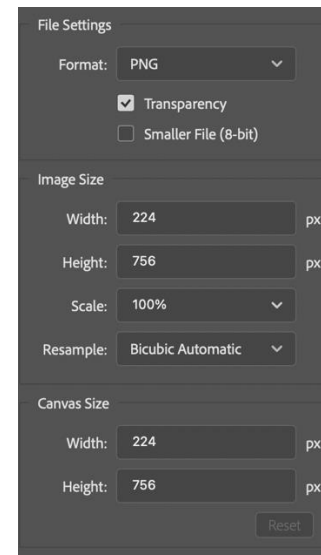 File Settings
Format: PNG
Transparency
Smaller File (8-bit)
Image Size
Width: 224 px
Height: 756 px
Scale: 100%
Resample: Bicubic Automatic
Canvas Size
Width: 224 px
Height: 756 px
Reset